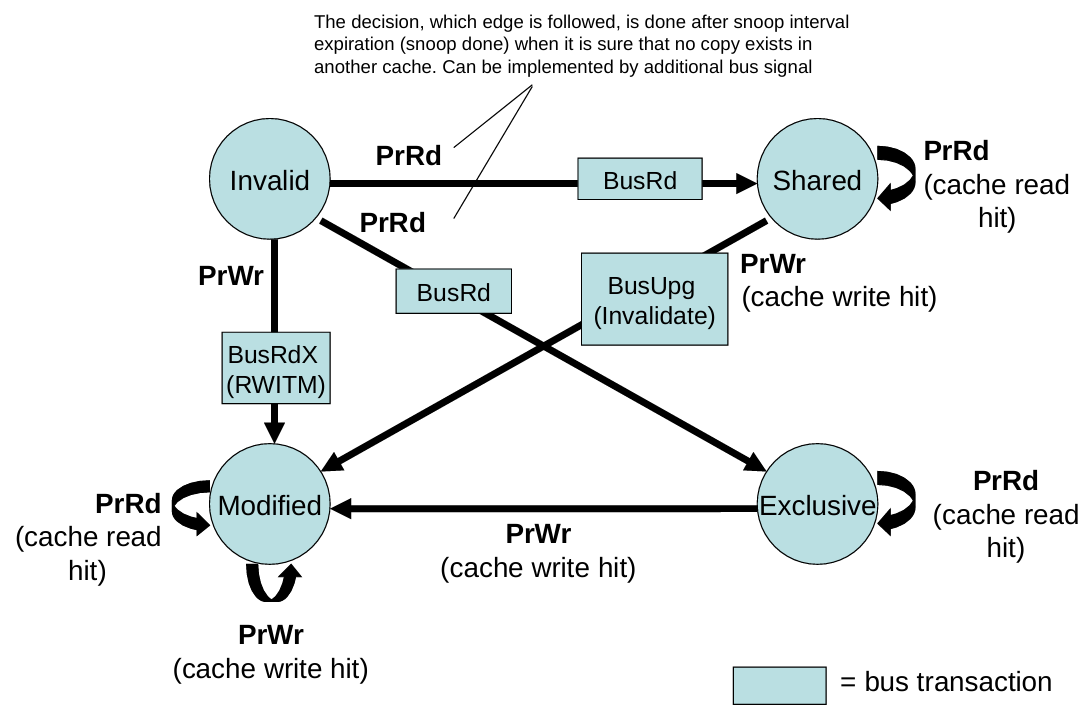 The decision, which edge is followed, is done after snoop interval
expiration (snoop done) when it is sure that no copy exists in
another cache. Can be implemented by additional bus signal
PrRd
Invalid
BusRd
Shared
PrRd
(cache read
hit)
PrRd
PrWr
BusRd
BusUpg
(Invalidate)
PrWr
(cache write hit)
BusRdX
(RWITM)
PrRd
(cache read
hit)
Modified
PrWr
(cache write hit)
Exclusive
PrRd
(cache read
hit)
PrWr
(cache write hit)
= bus transaction